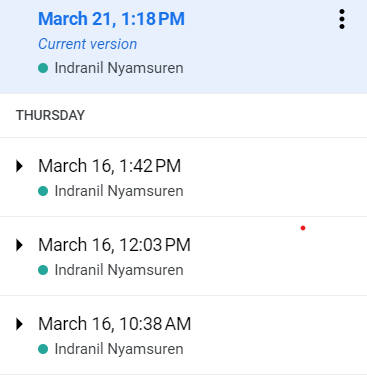 March 21, 1:18 PM
Current version
Indranil Nyamsuren
THURSDAY
March 16, 1:42 PM
Indranil Nyamsuren
March 16, 12:03 PM
Indranil Nyamsuren
March 16, 10:38 AM
Indranil Nyamsuren